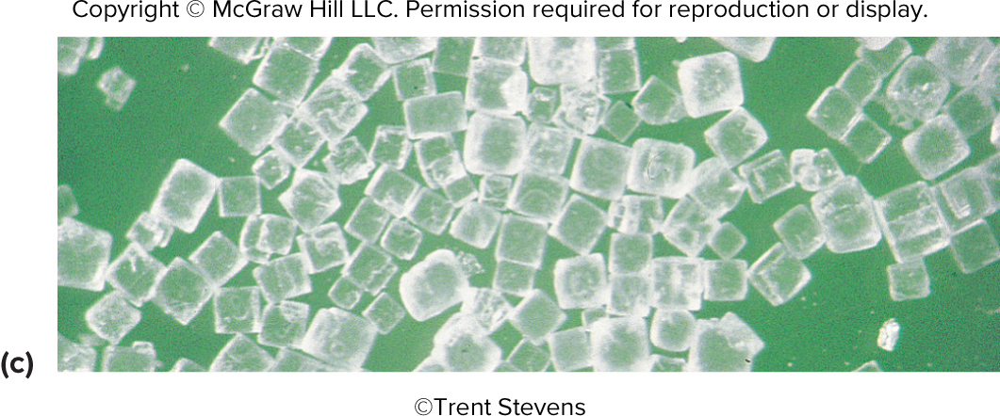 Copyright © McGraw Hill LLC. Permission required for reproduction or display.
(c)
©Trent Stevens